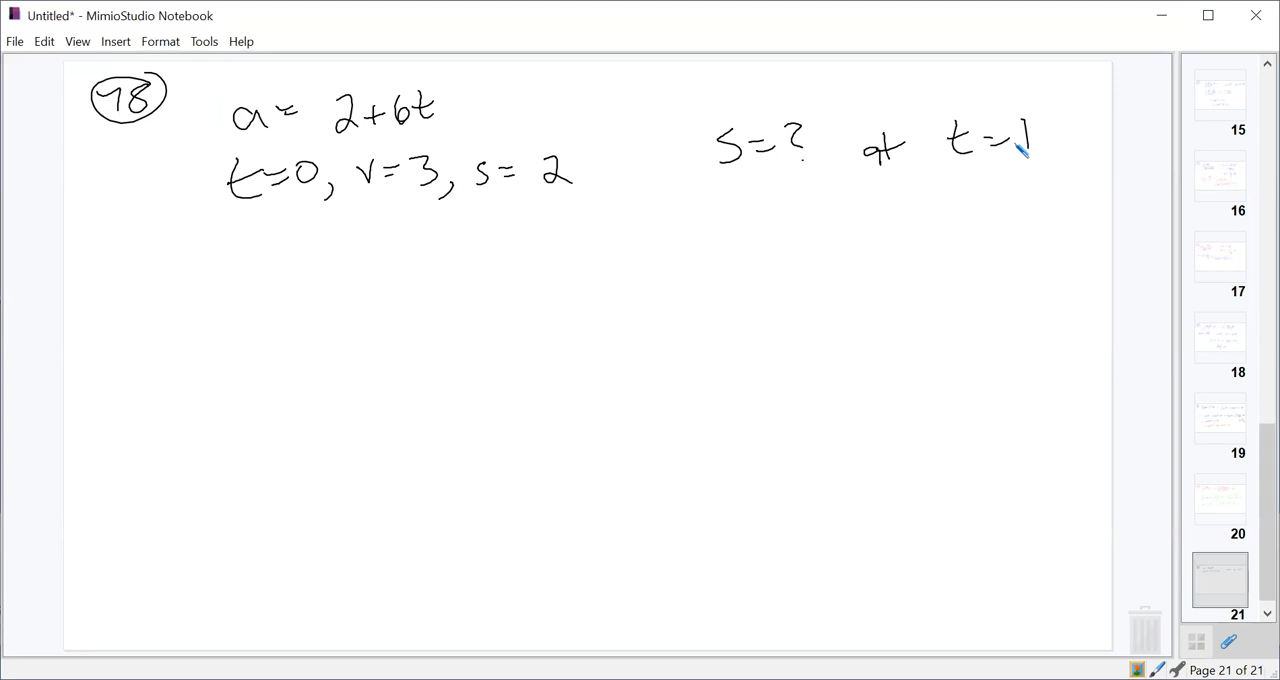 Untitled* - MimioStudio Notebook
File Edit View Insert Format Tools Help
98
a = 2+6t
s = ? at t = 1
t=0, v=3, s= 2
15
16
17
18
19
20
21
Page 21 of 21